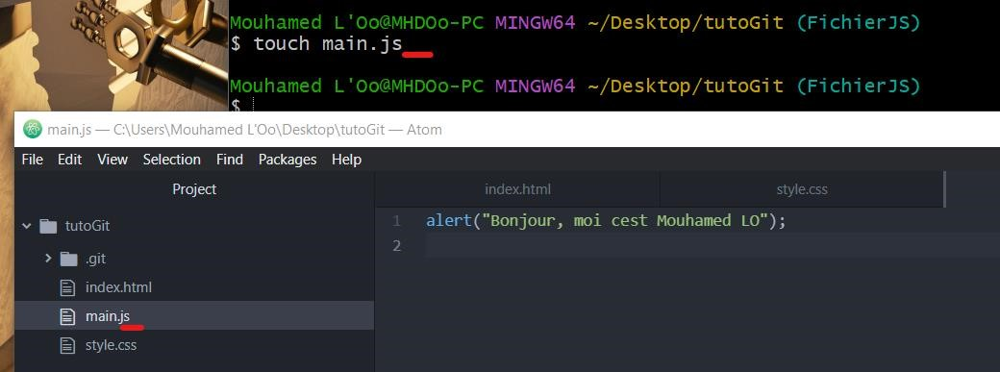 Mouhamed L'Oo@MHDOo-PC MINGW64 ~/Desktop/tutoGit (FichierJS)
$ touch main.js
Mouhamed L'Oo@MHDOo-PC MINGW64 ~/Desktop/tutoGit (FichierJS)
$
main.js — C:\Users\Mouhamed L'Oo\Desktop\tutoGit — Atom
File Edit View Selection Find Packages Help
Project
tutoGit
.git
index.html
main.js
style.css
index.html style.css
1 alert("Bonjour, moi cest Mouhamed LO");
2